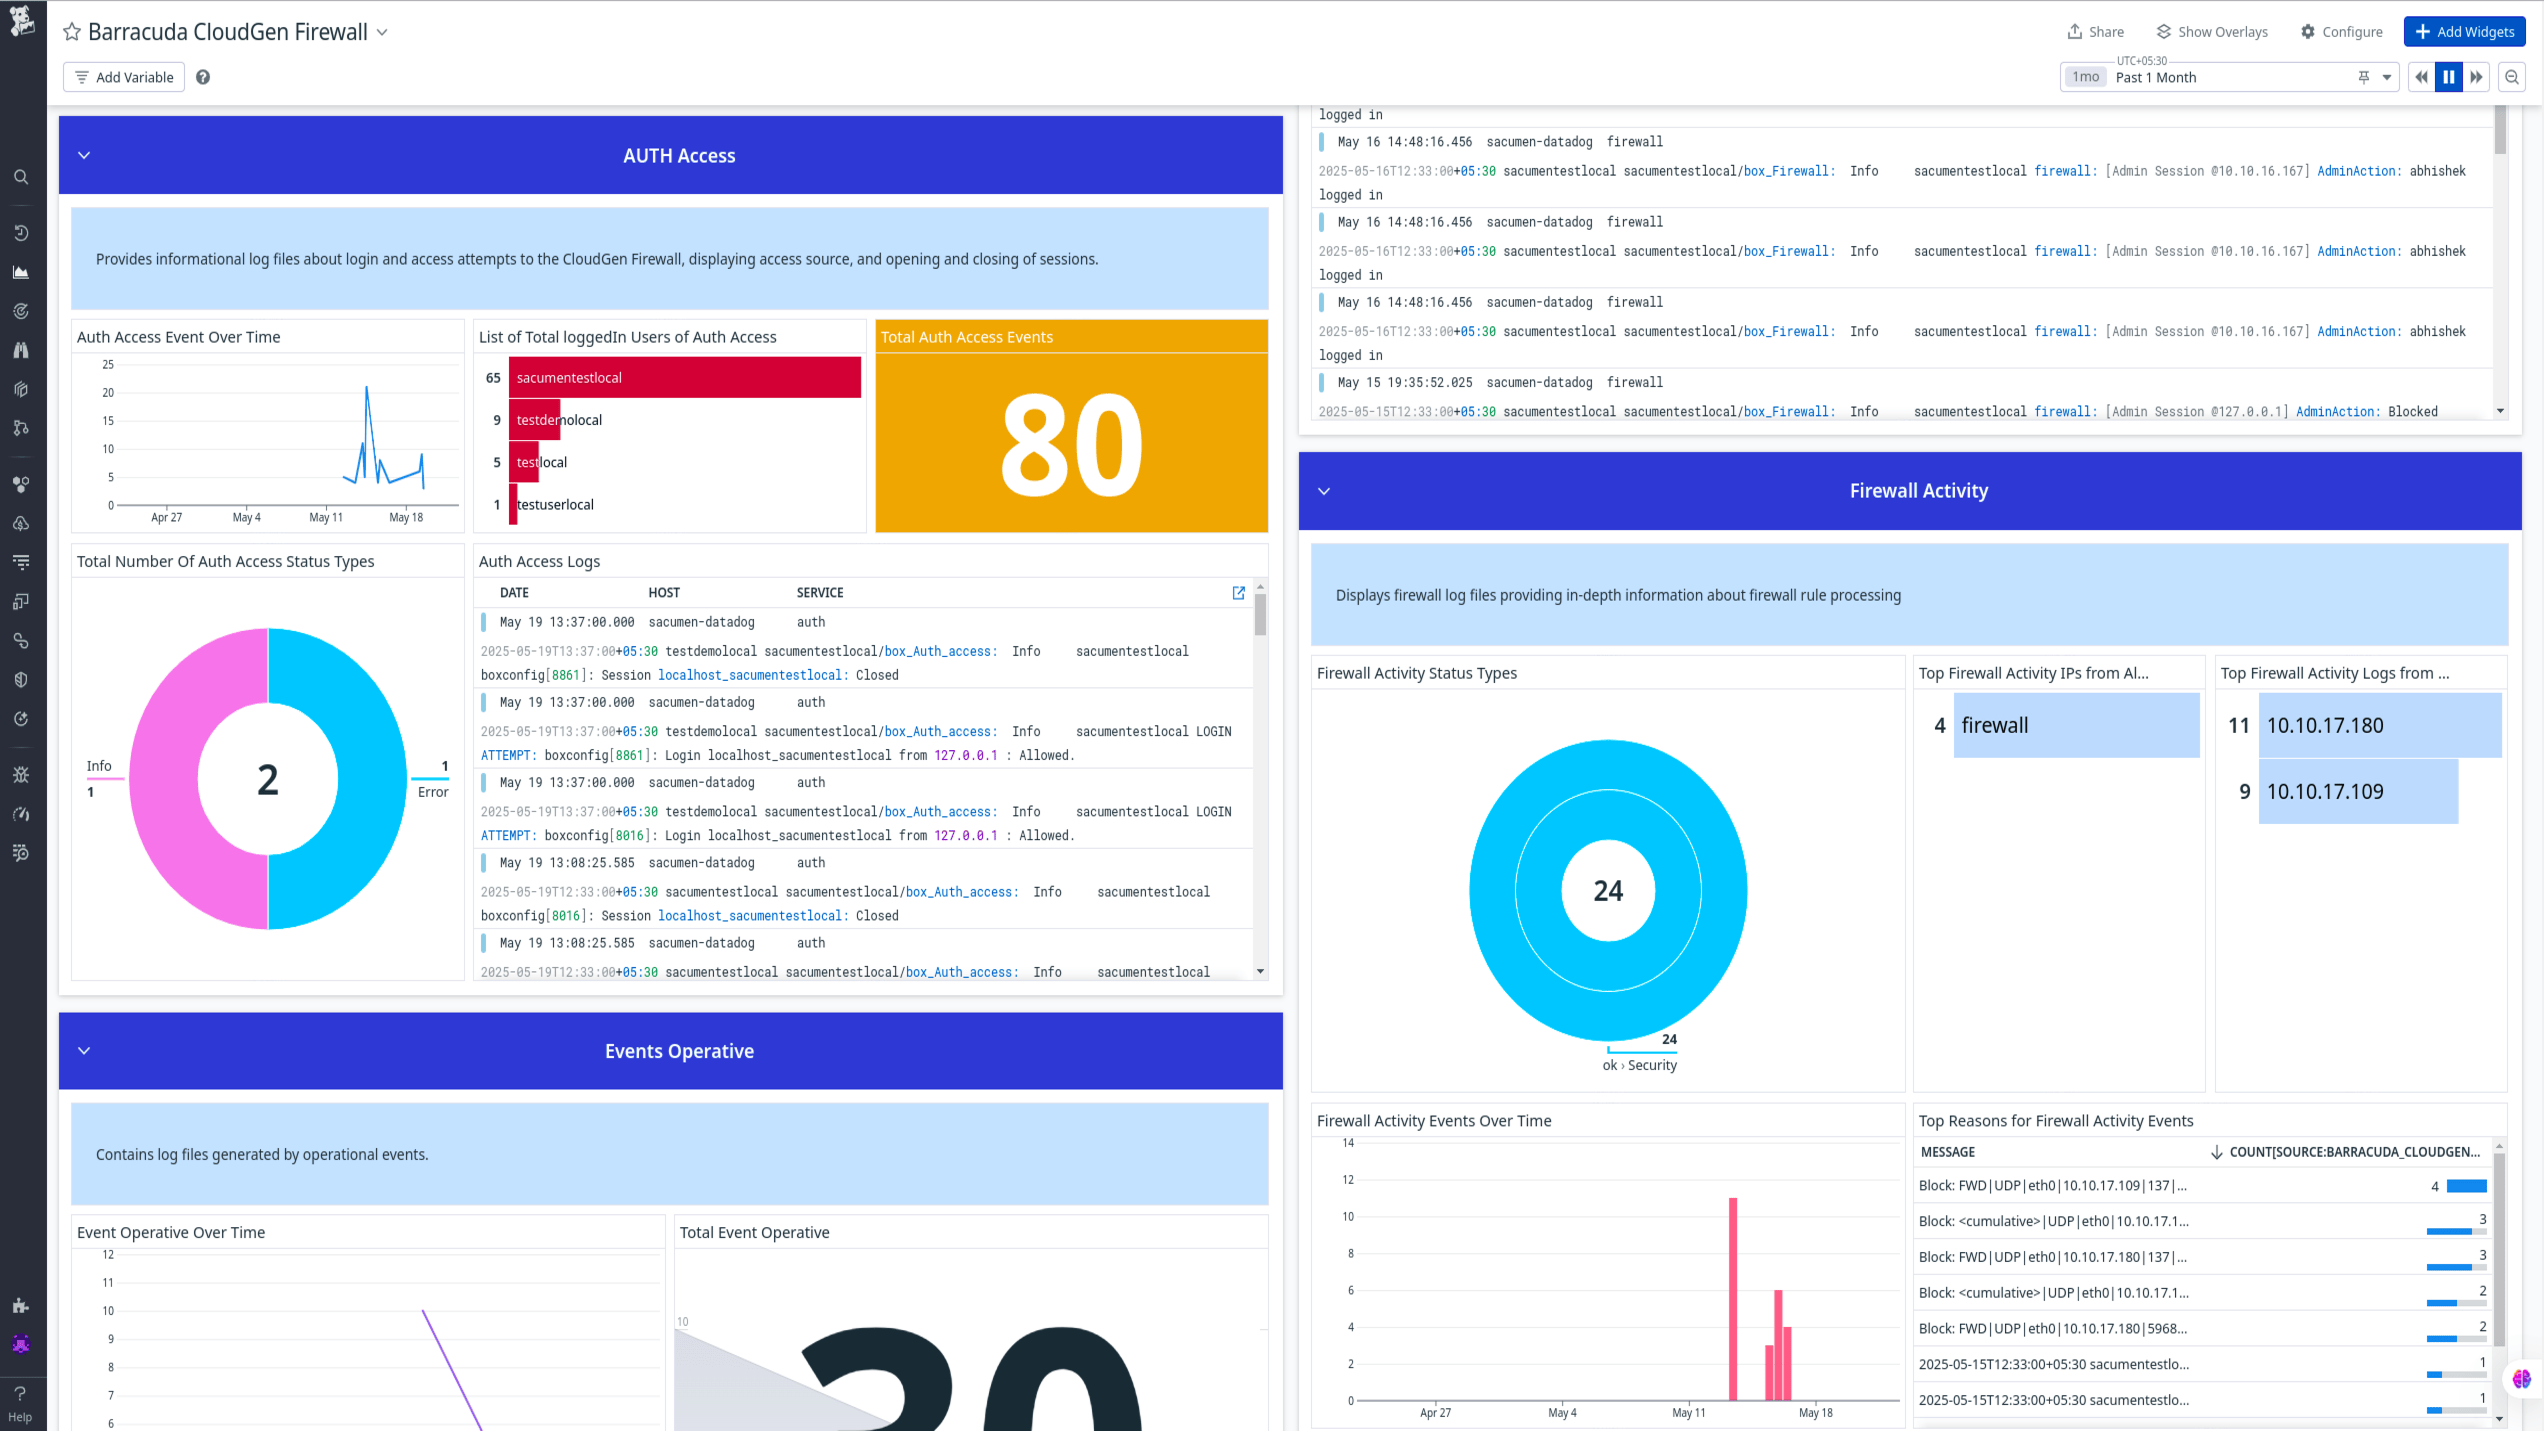 Barracuda CloudGen Firewall
Share
Show Overlays
Configure
Add Widgets
Add Variable
UTC+05:30
1mo Past 1 Month
AUTH Access
Provides informational log files about login and access attempts to the CloudGen Firewall, displaying access source, and opening and closing of sessions.
Auth Access Event Over Time
25
20
15
10
5
0
Apr 27 May 4 May 11 May 18
List of Total loggedIn Users of Auth Access
65 sacumentestlocal
9 testdemolocal
5 testlocal
1 testuserlocal
Total Auth Access Events
80
Total Number Of Auth Access Status Types
Info
1
2
1
Error
Auth Access Logs
DATE HOST SERVICE
May 19 13:37:00.000 sacumen-datadog auth
2025-05-19T13:37:00+05:30 testdemolocal sacumentestlocal/box_Auth_access: Info sacumentestlocal
boxconfig[8861]: Session localhost_sacumentestlocal: Closed
May 19 13:37:00.000 sacumen-datadog auth
2025-05-19T13:37:00+05:30 testdemolocal sacumentestlocal/box_Auth_access: Info sacumentestlocal LOGIN
ATTEMPT: boxconfig[8861]: Login localhost_sacumentestlocal from 127.0.0.1 : Allowed.
May 19 13:37:00.000 sacumen-datadog auth
2025-05-19T13:37:00+05:30 testdemolocal sacumentestlocal/box_Auth_access: Info sacumentestlocal LOGIN
ATTEMPT: boxconfig[8016]: Login localhost_sacumentestlocal from 127.0.0.1 : Allowed.
May 19 13:08:25.585 sacumen-datadog auth
2025-05-19T12:33:00+05:30 sacumentestlocal sacumentestlocal/box_Auth_access: Info sacumentestlocal
boxconfig[8016]: Session localhost_sacumentestlocal: Closed
May 19 13:08:25.585 sacumen-datadog auth
2025-05-19T12:33:00+05:30 sacumentestlocal sacumentestlocal/box_Auth_access: Info sacumentestlocal
Events Operative
Contains log files generated by operational events.
Event Operative Over Time
12
11
10
9
8
7
6
Total Event Operative
10
30
logged in
May 16 14:48:16.456 sacumen-datadog firewall
2025-05-16T12:33:00+05:30 sacumentestlocal sacumentestlocal/box_Firewall: Info sacumentestlocal firewall: [Admin Session @10.10.16.167] AdminAction: abhishek
logged in
May 16 14:48:16.456 sacumen-datadog firewall
2025-05-16T12:33:00+05:30 sacumentestlocal sacumentestlocal/box_Firewall: Info sacumentestlocal firewall: [Admin Session @10.10.16.167] AdminAction: abhishek
logged in
May 16 14:48:16.456 sacumen-datadog firewall
2025-05-16T12:33:00+05:30 sacumentestlocal sacumentestlocal/box_Firewall: Info sacumentestlocal firewall: [Admin Session @10.10.16.167] AdminAction: abhishek
logged in
May 15 19:35:52.025 sacumen-datadog firewall
2025-05-15T12:33:00+05:30 sacumentestlocal sacumentestlocal/box_Firewall: Info sacumentestlocal firewall: [Admin Session @127.0.0.1] AdminAction: Blocked
Firewall Activity
Displays firewall log files providing in-depth information about firewall rule processing
Firewall Activity Status Types
24
24
ok › Security
Top Firewall Activity IPs from Al...
4 firewall
Top Firewall Activity Logs from ...
11 10.10.17.180
9 10.10.17.109
Firewall Activity Events Over Time
14
12
10
8
6
4
2
0
Apr 27 May 4 May 11 May 18
Top Reasons for Firewall Activity Events
MESSAGE COUNT[SOURCE:BARRACUDA_CLOUDGEN...
Block: FWD|UDP|eth0|10.10.17.109|137|... 4
Block: <cumulative>|UDP|eth0|10.10.17.1... 3
Block: FWD|UDP|eth0|10.10.17.180|137|... 3
Block: <cumulative>|UDP|eth0|10.10.17.1... 2
Block: FWD|UDP|eth0|10.10.17.180|5968... 2
2025-05-15T12:33:00+05:30 sacumentestlo... 1
2025-05-15T12:33:00+05:30 sacumentestlo... 1
Help